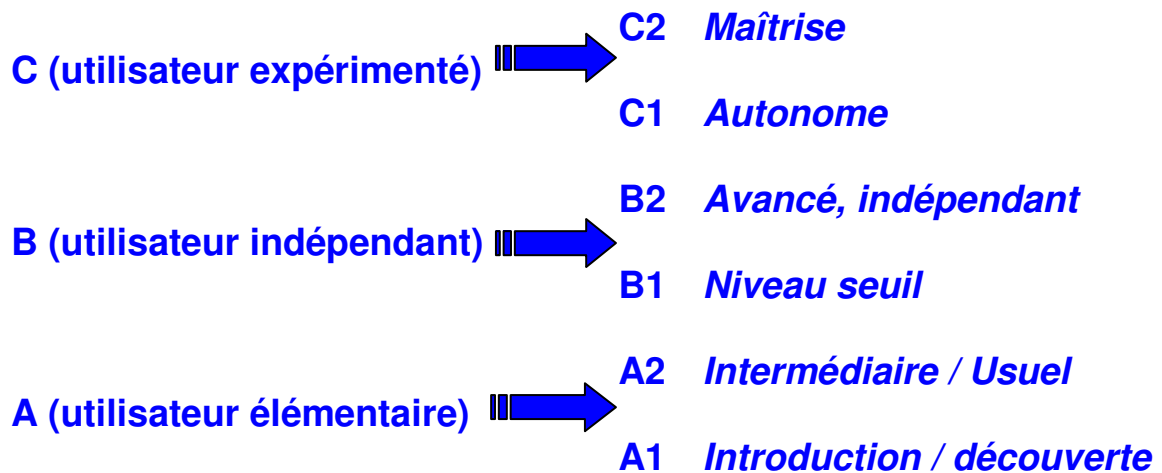 C2 Maîtrise
C (utilisateur expérimenté)
C1 Autonome
B2 Avancé, indépendant
B (utilisateur indépendant)
B1 Niveau seuil
A2 Intermédiaire / Usuel
A (utilisateur élémentaire)
A1 Introduction / découverte